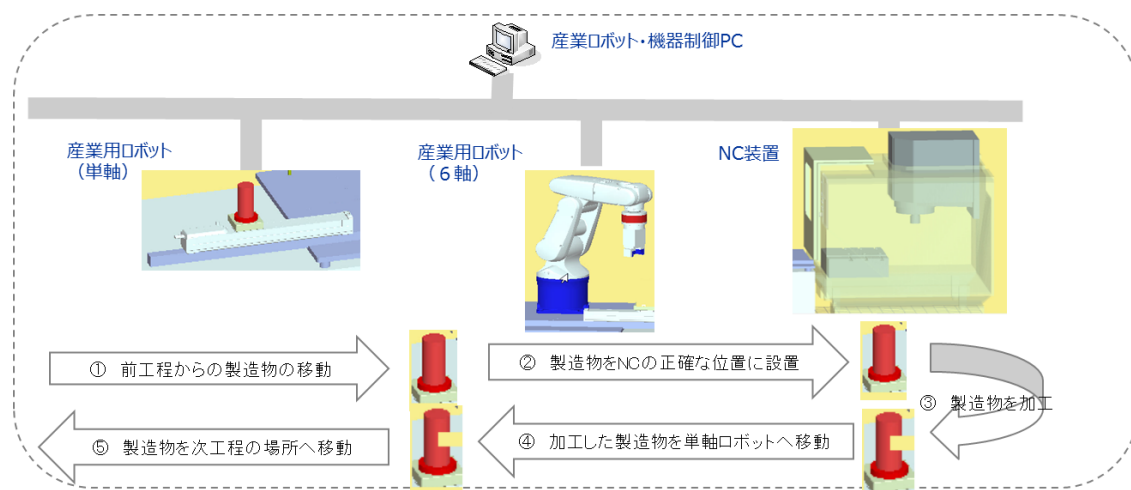 産業ロボット・機器制御PC
産業用ロボット
(単軸)
産業用ロボット
(6軸)
NC装置
① 前工程からの製造物の移動
② 製造物をNCの正確な位置に設置
③ 製造物を加工
④ 加工した製造物を単軸ロボットへ移動
⑤ 製造物を次工程の場所へ移動